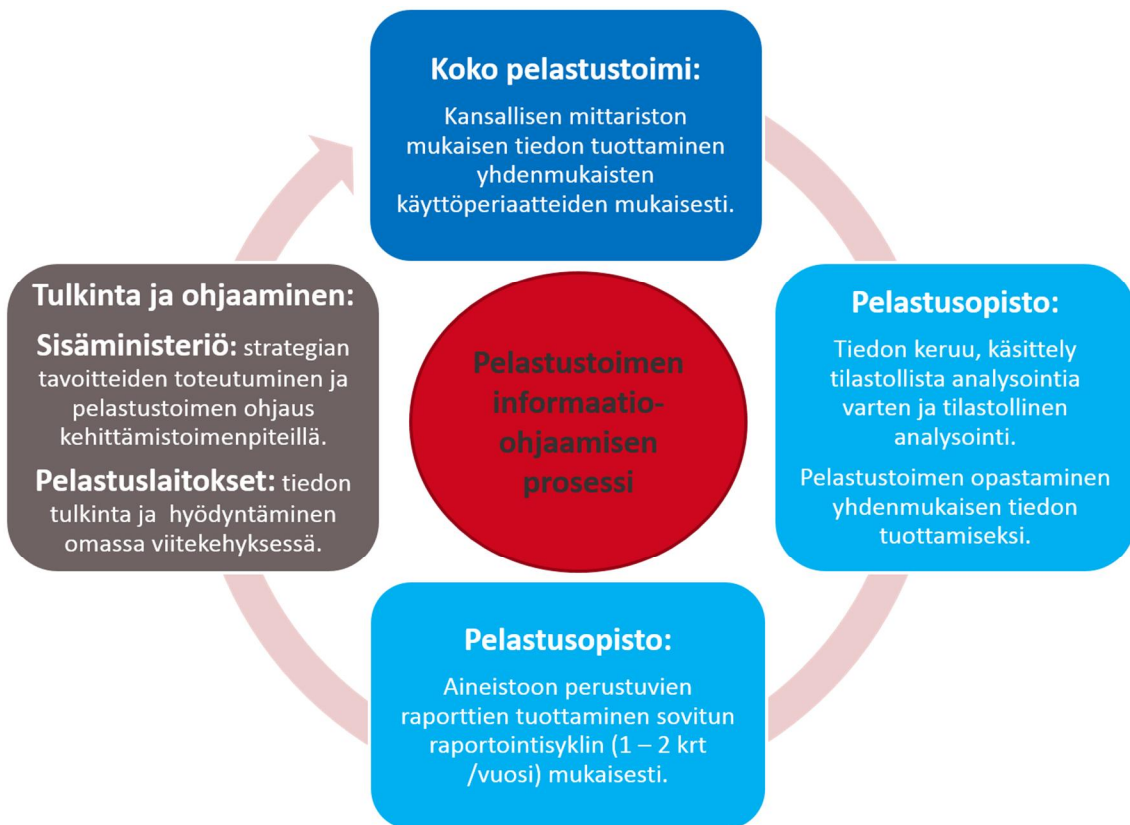 Koko pelastustoimi:
Kansallisen mittariston
mukaisen tiedon tuottaminen
yhdenmukaisten
käyttöperiaatteiden mukaisesti.
Pelastusopisto:
Tiedon keruu, käsittely
tilastollista analysointia
varten ja tilastollinen
analysointi.
Pelastustoimen opastaminen
yhdenmukaisen tiedon
tuottamiseksi.
Pelastusopisto:
Aineistoon perustuvien
raporttien tuottaminen sovitun
raportointisyklin (1 – 2 krt
/vuosi) mukaisesti.
Tulkinta ja ohjaaminen:
Sisäministeriö: strategian
tavoitteiden toteutuminen ja
pelastustoimen ohjaus
kehittämistoimenpiteillä.
Pelastuslaitokset: tiedon
tulkinta ja hyödyntäminen
omassa viitekehyksessä.
Pelastustoimen
informaatio-
ohjaamisen
prosessi